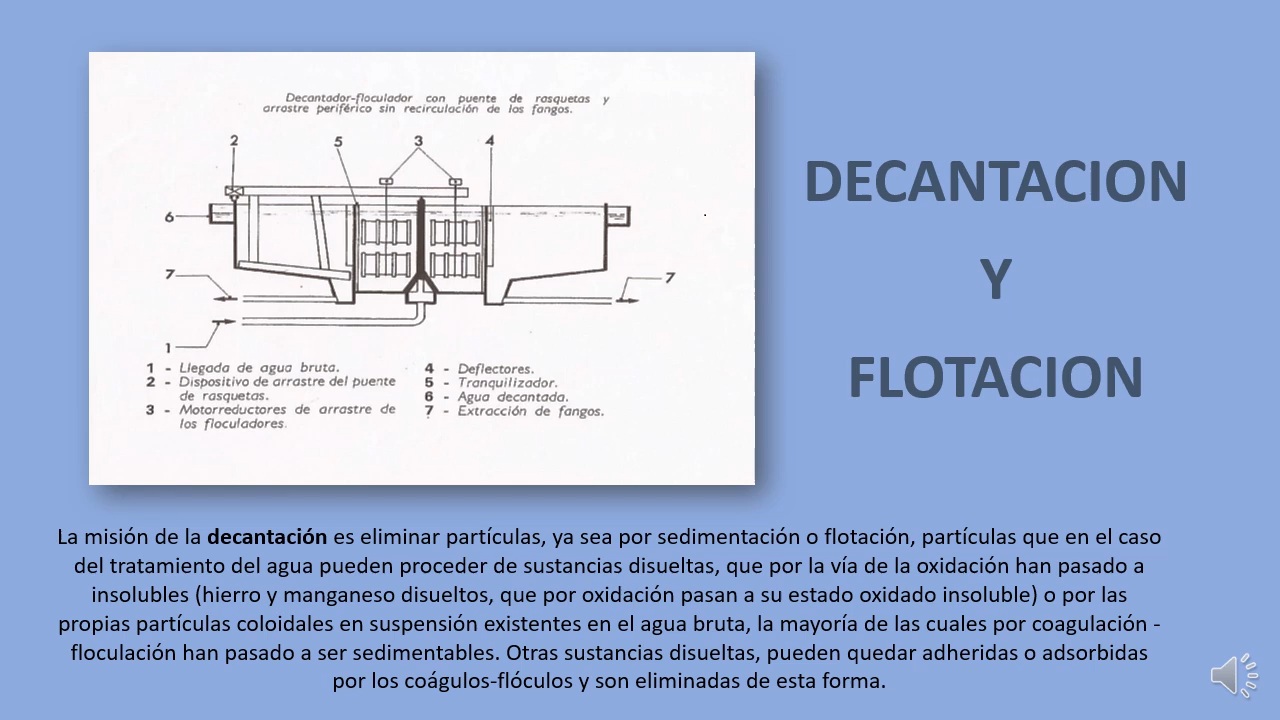 Decantador-floculador con puente de rasquetas y
arrastre periférico sin recirculación de los fangos.
2 5 3 4
6
7 7
1
1 - Llegada de agua bruta.
2 - Dispositivo de arrastre del puente
de rasquetas.
3 - Motorreductores de arrastre de
los floculadores.
4 - Deflectores.
5 - Tranquilizador.
6 - Agua decantada.
7 - Extracción de fangos.
DECANTACION
Y
FLOTACION
La misión de la decantación es eliminar partículas, ya sea por sedimentación o flotación, partículas que en el caso
del tratamiento del agua pueden proceder de sustancias disueltas, que por la vía de la oxidación han pasado a
insolubles (hierro y manganeso disueltos, que por oxidación pasan a su estado oxidado insoluble) o por las
propias partículas coloidales en suspensión existentes en el agua bruta, la mayoría de las cuales por coagulación -
floculación han pasado a ser sedimentables. Otras sustancias disueltas, pueden quedar adheridas o adsorbidas
por los coágulos-flóculos y son eliminadas de esta forma.